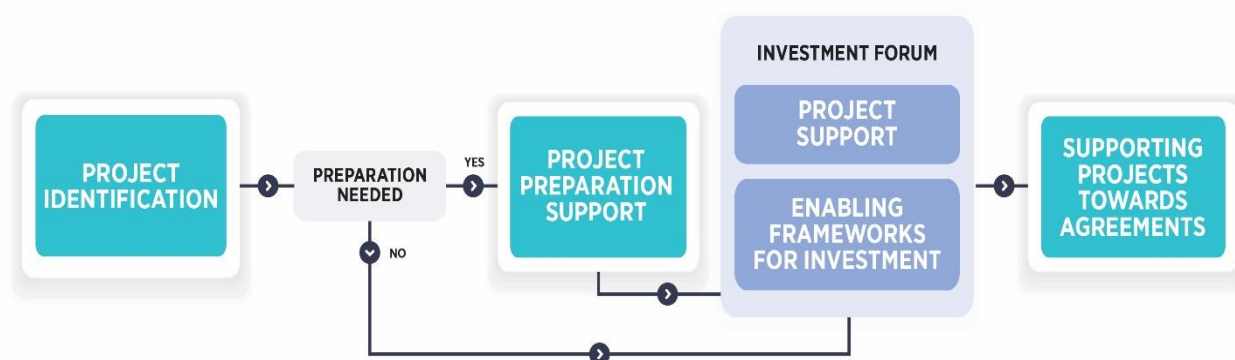 PROJECT
IDENTIFICATION
PREPARATION
NEEDED
YES
NO
PROJECT
PREPARATION
SUPPORT
INVESTMENT FORUM
PROJECT
SUPPORT
ENABLING
FRAMEWORKS
FOR INVESTMENT
SUPPORTING
PROJECTS
TOWARDS
AGREEMENTS